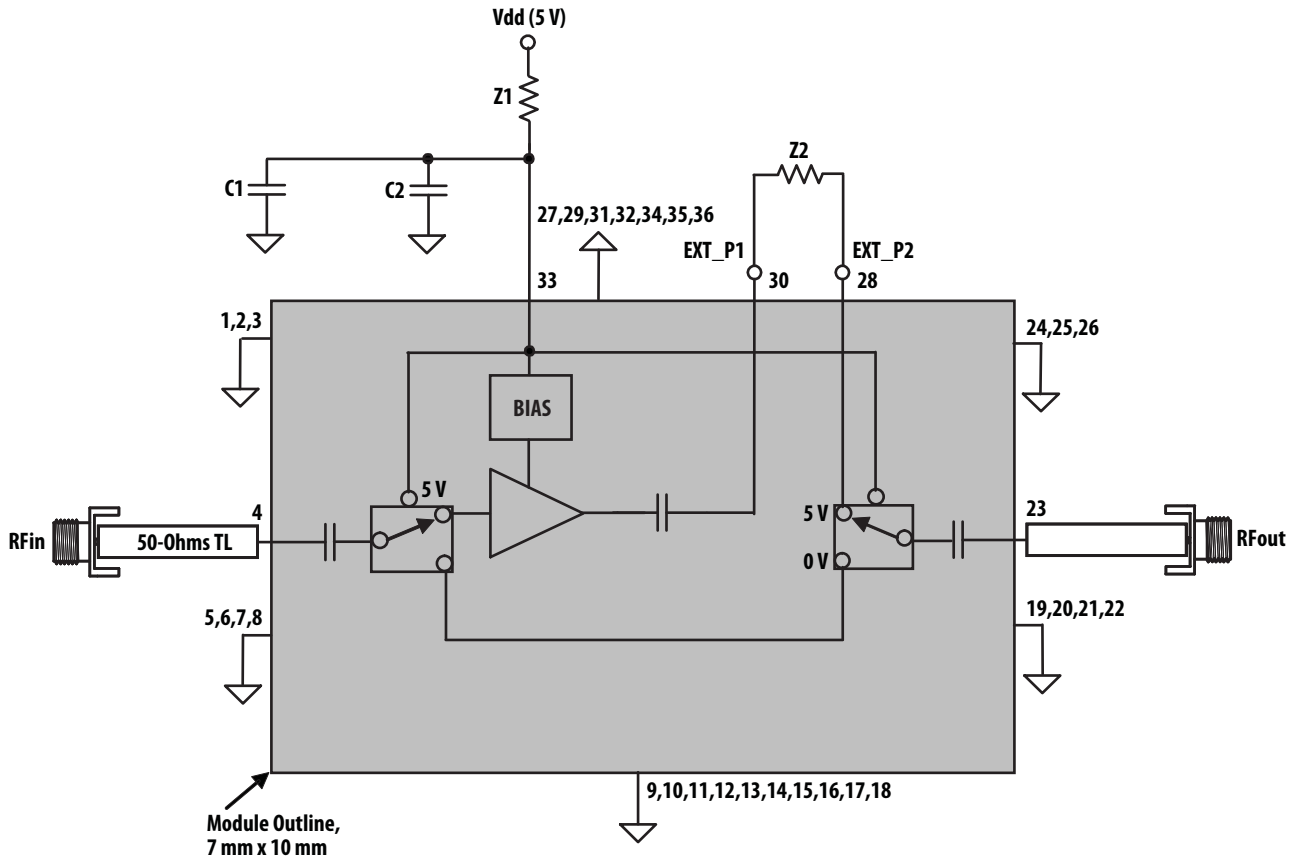 Vdd (5 V)
Z1
Z2
C1
C2
27,29,31,32,34,35,36
EXT_P1
EXT_P2
33
30
28
1,2,3
24,25,26
BIAS
5 V
4
5 V
23
RFin
50-Ohms TL
RFout
0 V
5,6,7,8
19,20,21,22
9,10,11,12,13,14,15,16,17,18
Module Outline,
7 mm x 10 mm